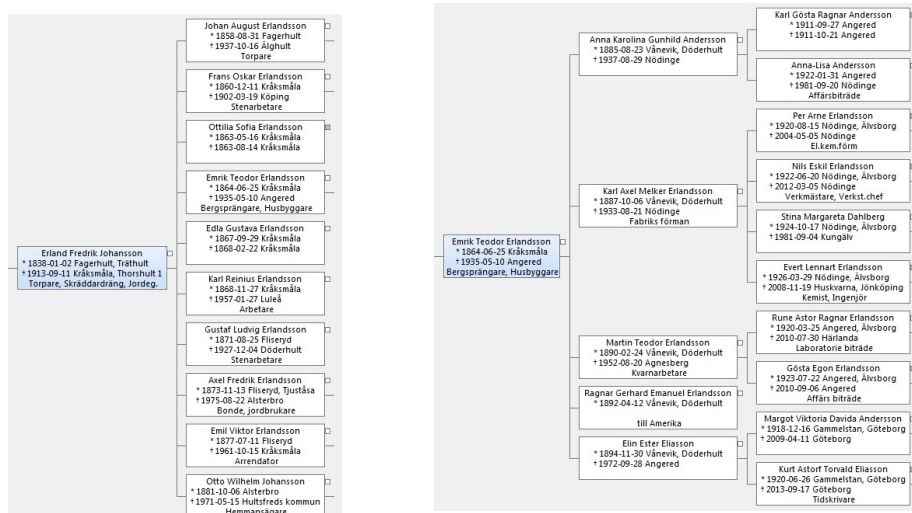 Erland Fredrik Johansson
* 1838-01-02 Fagerhult, Träthult
† 1913-09-11 Kråksmåla, Thorshult 1
Torpare, Skräddardräng, Jordeg.
Johan August Erlandsson
* 1858-08-31 Fagerhult
† 1937-10-16 Älghult
Torpare
Frans Oskar Erlandsson
* 1860-12-11 Kråksmåla
† 1902-03-19 Köping
Stenarbetare
Ottilia Sofia Erlandsson
* 1863-05-16 Kråksmåla
† 1863-08-14 Kråksmåla
Emrik Teodor Erlandsson
* 1864-06-25 Kråksmåla
† 1935-05-10 Angered
Bergsprängare, Husbyggare
Edla Gustava Erlandsson
* 1867-09-29 Kråksmåla
† 1868-02-22 Kråksmåla
Karl Reinius Erlandsson
* 1868-11-27 Kråksmåla
† 1957-01-27 Luleå
Arbetare
Gustaf Ludvig Erlandsson
* 1871-08-25 Fliseryd
† 1927-12-04 Döderhult
Stenarbetare
Axel Fredrik Erlandsson
* 1873-11-13 Fliseryd, Tjuståsa
† 1975-08-22 Alsterbro
Bonde, jordbrukare
Emil Viktor Erlandsson
* 1877-07-11 Fliseryd
† 1961-10-15 Kråksmåla
Arrendator
Otto Wilhelm Johansson
* 1881-10-06 Alsterbro
† 1971-05-15 Hultsfreds kommun
Hemmansägare
Emrik Teodor Erlandsson
* 1864-06-25 Kråksmåla
† 1935-05-10 Angered
Bergsprängare, Husbyggare
Anna Karolina Gunhild Andersson
* 1885-08-23 Vånevik, Döderhult
† 1937-08-29 Nödinge
Karl Gösta Ragnar Andersson
* 1911-09-27 Angered
† 1911-10-21 Angered
Anna-Lisa Andersson
* 1922-01-31 Angered
† 1981-09-20 Nödinge
Affärsbiträde
Karl Axel Melker Erlandsson
* 1887-10-06 Vånevik, Döderhult
† 1933-08-21 Nödinge
Fabriks förman
Per Arne Erlandsson
* 1920-08-15 Nödinge, Älvsborg
† 2004-05-05 Nödinge
El.kem.förm
Nils Eskil Erlandsson
* 1922-06-20 Nödinge, Älvsborg
† 2012-03-05 Nödinge
Verkmästare, Verkst.chef
Stina Margareta Dahlberg
* 1924-10-17 Nödinge, Älvsborg
† 1981-09-04 Kungälv
Evert Lennart Erlandsson
* 1926-03-29 Nödinge, Älvsborg
† 2008-11-19 Huskvarna, Jönköping
Kemist, Ingenjör
Martin Teodor Erlandsson
* 1890-02-24 Vånevik, Döderhult
† 1952-08-20 Agnesberg
Kvarnarbetare
Rune Astor Ragnar Erlandsson
* 1920-03-25 Angered, Älvsborg
† 2010-07-30 Härlanda
Laboratorie biträde
Gösta Egon Erlandsson
* 1923-07-22 Angered, Älvsborg
† 2010-09-06 Angered
Affärs biträde
Ragnar Gerhard Emanuel Erlandsson
* 1892-04-12 Vånevik, Döderhult
till Amerika
Elin Ester Eliasson
* 1894-11-30 Vånevik, Döderhult
† 1972-09-28 Angered
Margot Viktoria Davida Andersson
* 1918-12-16 Gammelstan, Göteborg
† 2009-04-11 Göteborg
Kurt Astorf Torvald Eliasson
* 1920-06-26 Gammelstan, Göteborg
† 2013-09-17 Göteborg
Tidskrivare